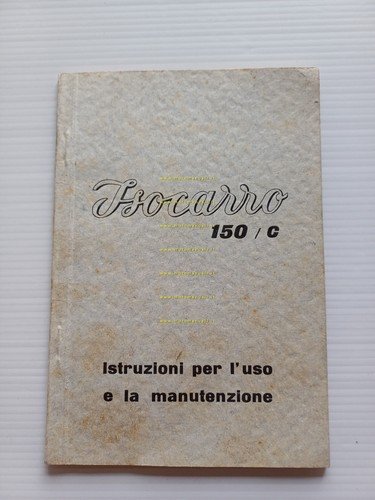 Isocarro
150 / C
Istruzioni per l'uso
e la manutenzione